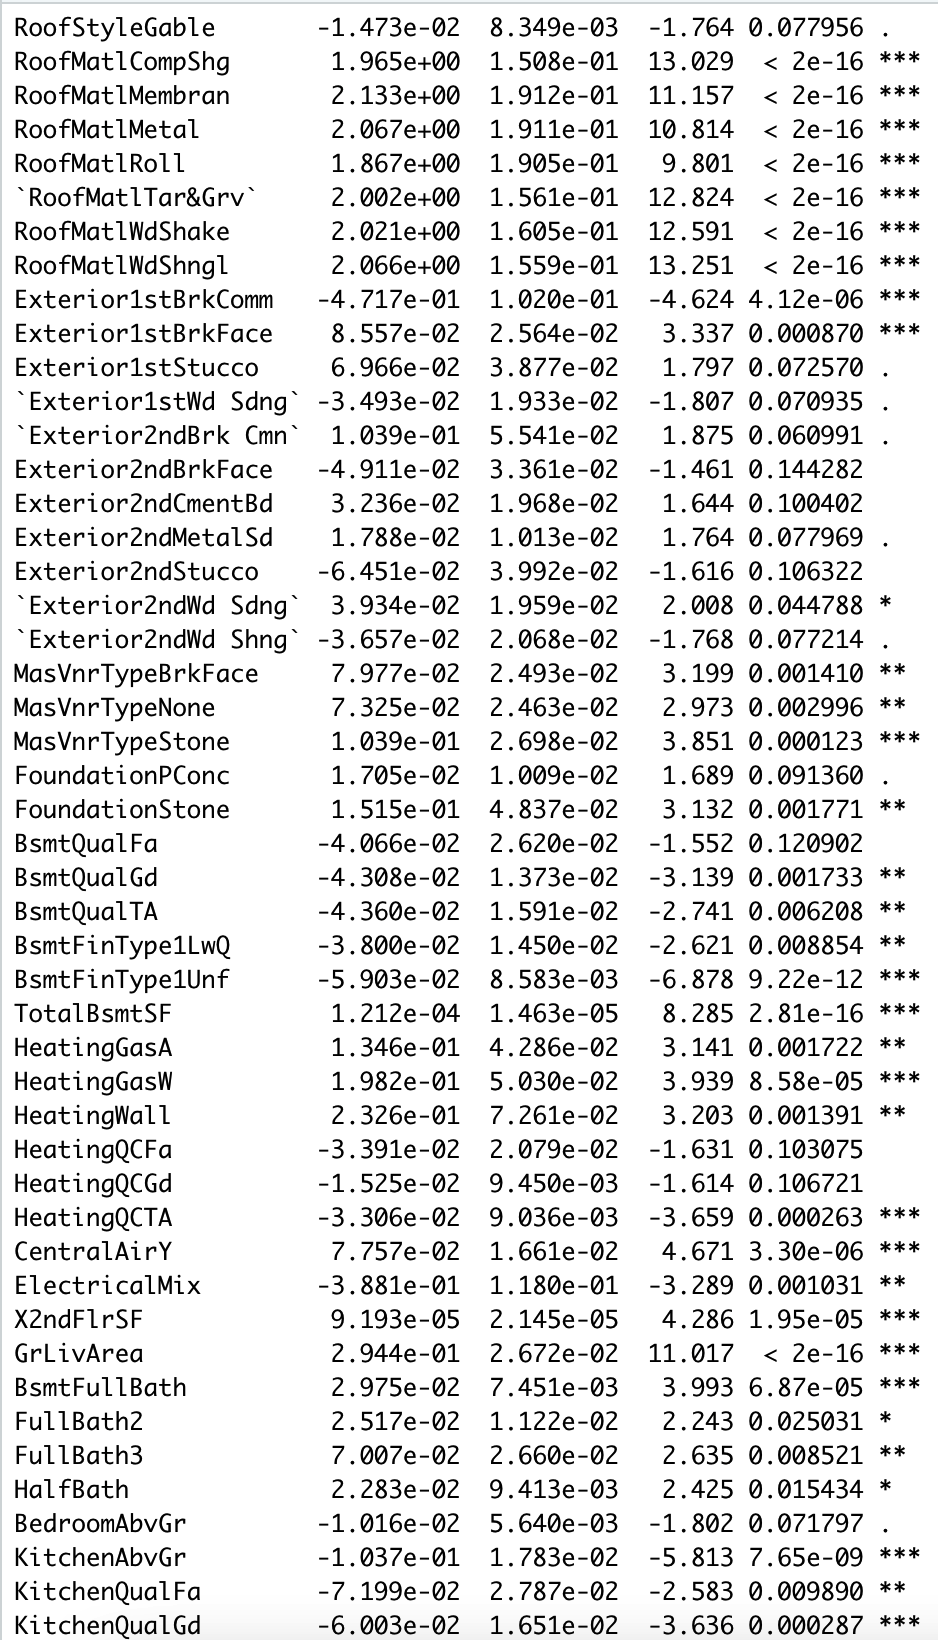 RoofStyleGable -1.473e-02 8.349e-03 -1.764 0.077956 .
RoofMatlCompShg 1.965e+00 1.508e-01 13.029 < 2e-16 ***
RoofMatlMembran 2.133e+00 1.912e-01 11.157 < 2e-16 ***
RoofMatlMetal 2.067e+00 1.911e-01 10.814 < 2e-16 ***
RoofMatlRoll 1.867e+00 1.905e-01 9.801 < 2e-16 ***
`RoofMatlTar&Grv` 2.002e+00 1.561e-01 12.824 < 2e-16 ***
RoofMatlWdShake 2.021e+00 1.605e-01 12.591 < 2e-16 ***
RoofMatlWdShngl 2.066e+00 1.559e-01 13.251 < 2e-16 ***
Exterior1stBrkComm -4.717e-01 1.020e-01 -4.624 4.12e-06 ***
Exterior1stBrkFace 8.557e-02 2.564e-02 3.337 0.000870 ***
Exterior1stStucco 6.966e-02 3.877e-02 1.797 0.072570 .
`Exterior1stWd Sdng` -3.493e-02 1.933e-02 -1.807 0.070935 .
`Exterior2ndBrk Cmn` 1.039e-01 5.541e-02 1.875 0.060991 .
Exterior2ndBrkFace -4.911e-02 3.361e-02 -1.461 0.144282
Exterior2ndCmentBd 3.236e-02 1.968e-02 1.644 0.100402
Exterior2ndMetalSd 1.788e-02 1.013e-02 1.764 0.077969 .
Exterior2ndStucco -6.451e-02 3.992e-02 -1.616 0.106322
`Exterior2ndWd Sdng` 3.934e-02 1.959e-02 2.008 0.044788 *
`Exterior2ndWd Shng` -3.657e-02 2.068e-02 -1.768 0.077214 .
MasVnrTypeBrkFace 7.977e-02 2.493e-02 3.199 0.001410 **
MasVnrTypeNone 7.325e-02 2.463e-02 2.973 0.002996 **
MasVnrTypeStone 1.039e-01 2.698e-02 3.851 0.000123 ***
FoundationPConc 1.705e-02 1.009e-02 1.689 0.091360 .
FoundationStone 1.515e-01 4.837e-02 3.132 0.001771 **
BsmtQualFa -4.066e-02 2.620e-02 -1.552 0.120902
BsmtQualGd -4.308e-02 1.373e-02 -3.139 0.001733 **
BsmtQualTA -4.360e-02 1.591e-02 -2.741 0.006208 **
BsmtFinType1LwQ -3.800e-02 1.450e-02 -2.621 0.008854 **
BsmtFinType1Unf -5.903e-02 8.583e-03 -6.878 9.22e-12 ***
TotalBsmtSF 1.212e-04 1.463e-05 8.285 2.81e-16 ***
HeatingGasA 1.346e-01 4.286e-02 3.141 0.001722 **
HeatingGasW 1.982e-01 5.030e-02 3.939 8.58e-05 ***
HeatingWall 2.326e-01 7.261e-02 3.203 0.001391 **
HeatingQCFa -3.391e-02 2.079e-02 -1.631 0.103075
HeatingQCGd -1.525e-02 9.450e-03 -1.614 0.106721
HeatingQCTA -3.306e-02 9.036e-03 -3.659 0.000263 ***
CentralAirY 7.757e-02 1.661e-02 4.671 3.30e-06 ***
ElectricalMix -3.881e-01 1.180e-01 -3.289 0.001031 **
X2ndFlrSF 9.193e-05 2.145e-05 4.286 1.95e-05 ***
GrLivArea 2.944e-01 2.672e-02 11.017 < 2e-16 ***
BsmtFullBath 2.975e-02 7.451e-03 3.993 6.87e-05 ***
FullBath2 2.517e-02 1.122e-02 2.243 0.025031 *
FullBath3 7.007e-02 2.660e-02 2.635 0.008521 **
HalfBath 2.283e-02 9.413e-03 2.425 0.015434 *
BedroomAbvGr -1.016e-02 5.640e-03 -1.802 0.071797 .
KitchenAbvGr -1.037e-01 1.783e-02 -5.813 7.65e-09 ***
KitchenQualFa -7.199e-02 2.787e-02 -2.583 0.009890 **
KitchenQualGd -6.003e-02 1.651e-02 -3.636 0.000287 ***